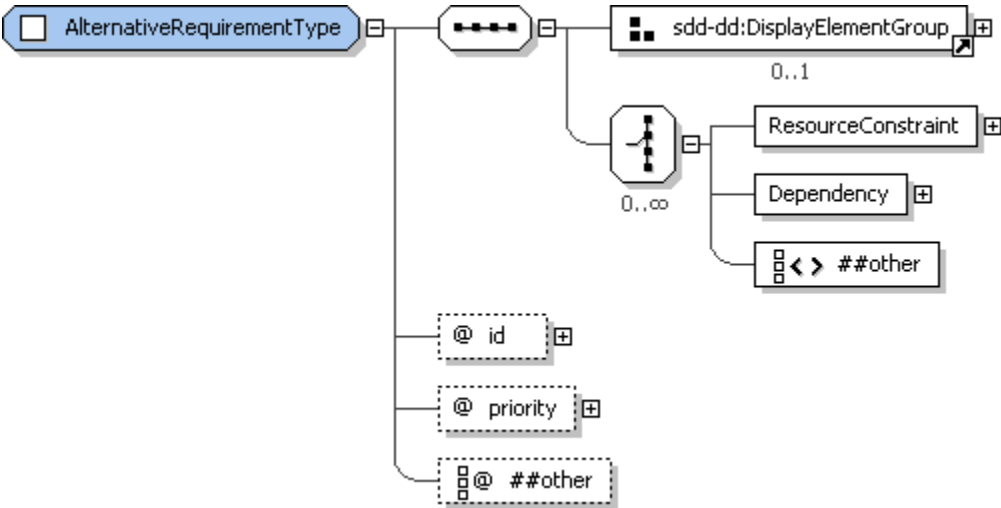 AlternativeRequirementType
sdd-dd:DisplayElementGroup
0..1
ResourceConstraint
0..∞
Dependency
<> ##other
@ id
@ priority
@ ##other